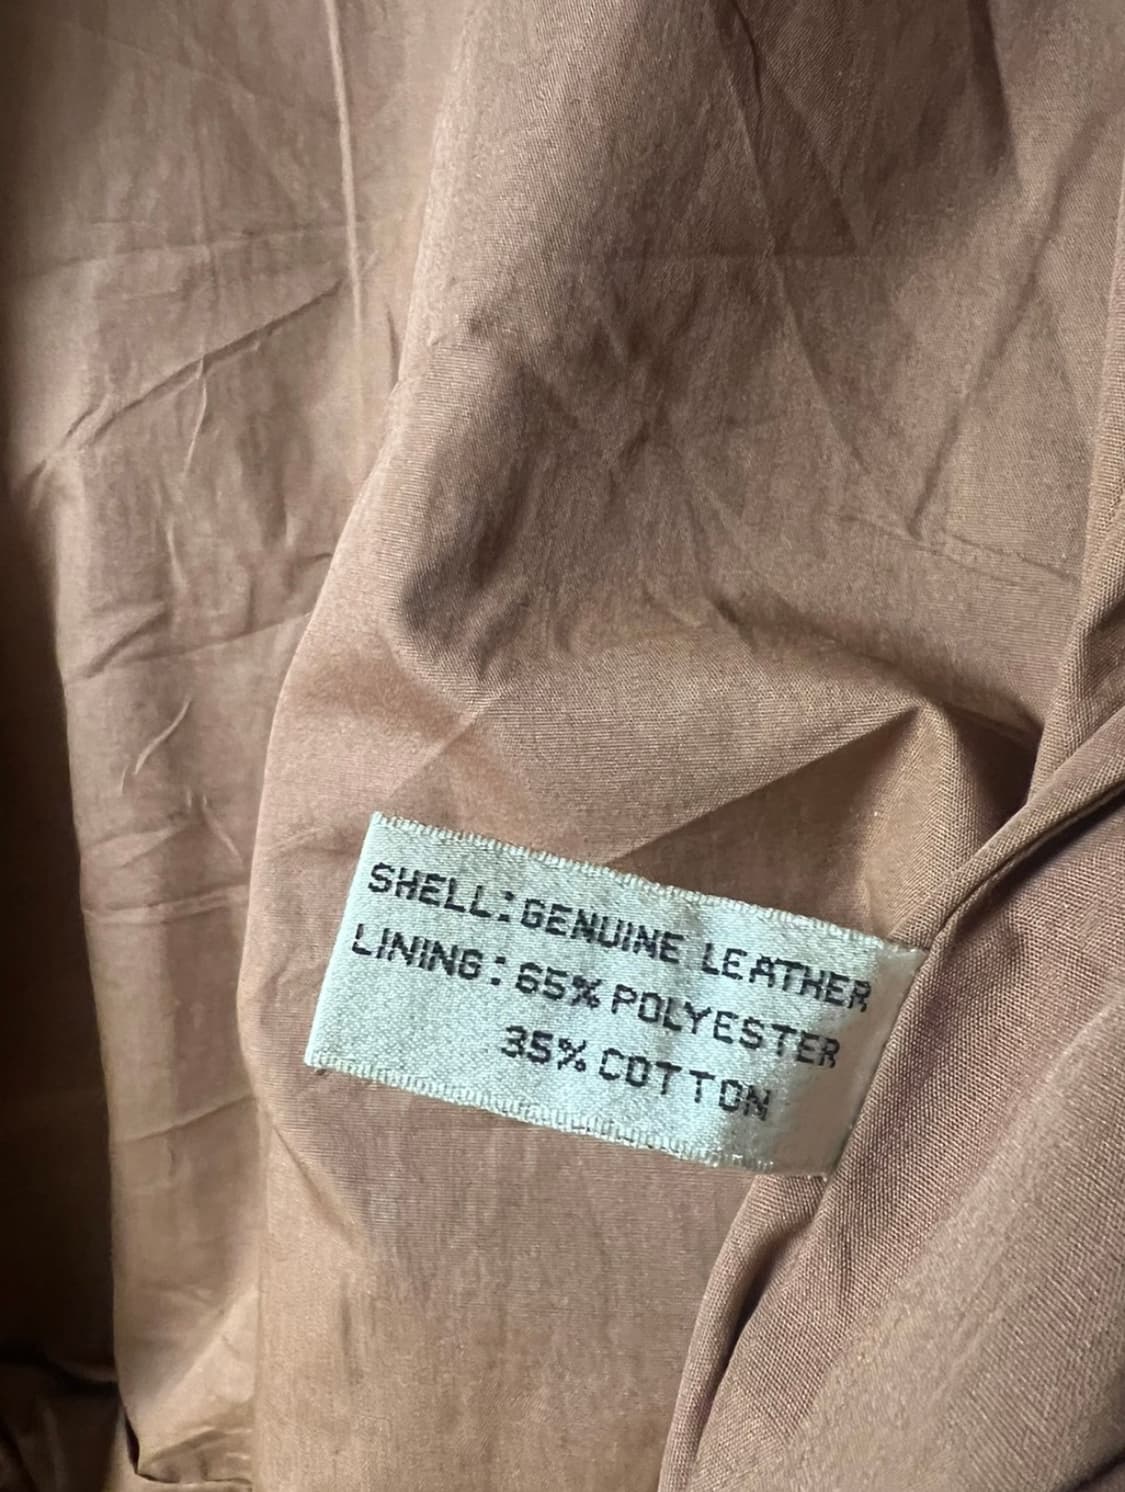 SHELL: GENUINE LEATHER
LINING: 65% POLYESTER
35% COTTON